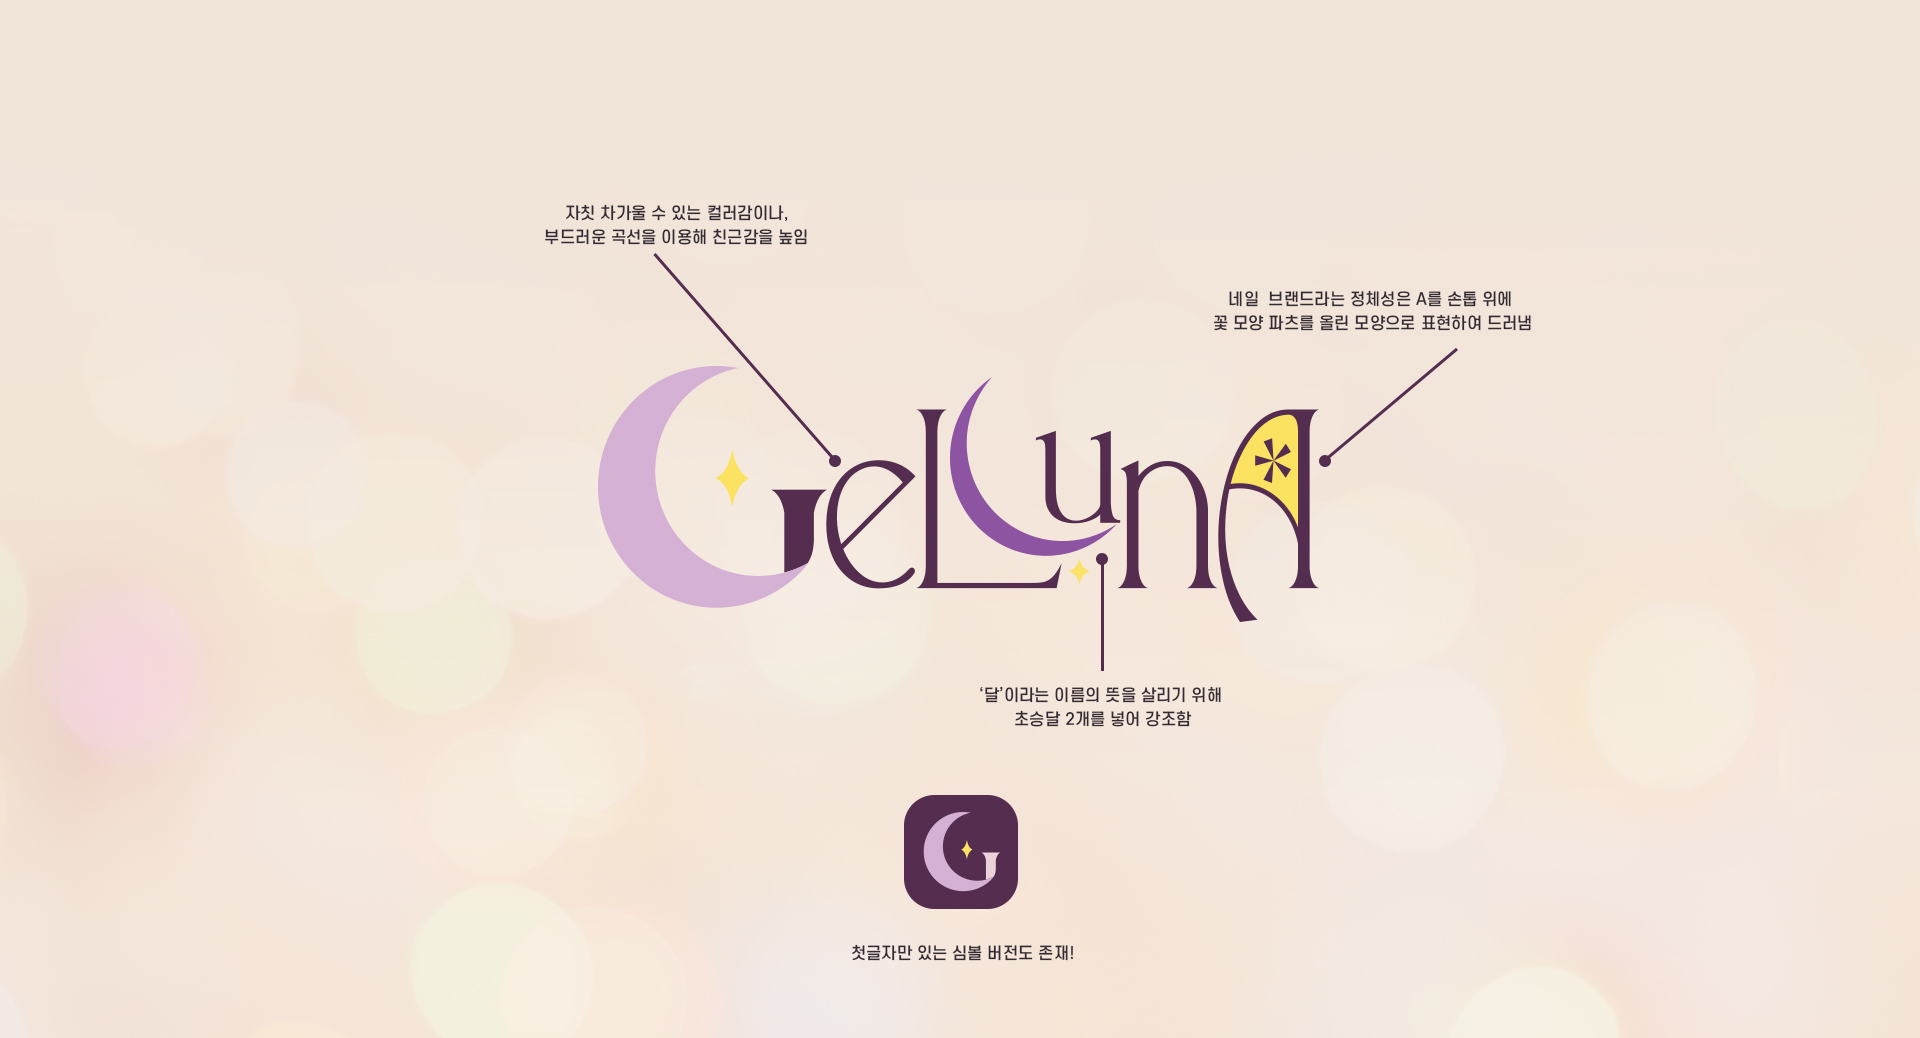 자칫 차가울 수 있는 컬러감이나,
부드러운 곡선을 이용해 친근감을 높임
네일 브랜드라는 정체성은 A를 손톱 위에
꽃 모양 파츠를 올린 모양으로 표현하여 드러냄
GeLunA
‘달’이라는 이름의 뜻을 살리기 위해
초승달 2개를 넣어 강조함
G
첫글자만 있는 심볼 버전도 존재!